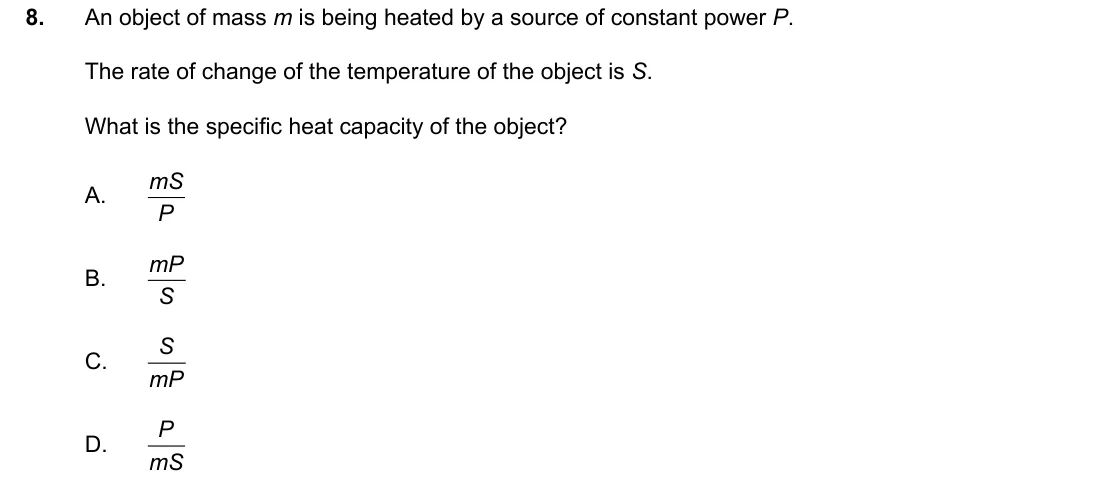 8. An object of mass m is being heated by a source of constant power P.
The rate of change of the temperature of the object is S.
What is the specific heat capacity of the object?
A. mS/P
B. mP/S
C. S/mP
D. P/mS